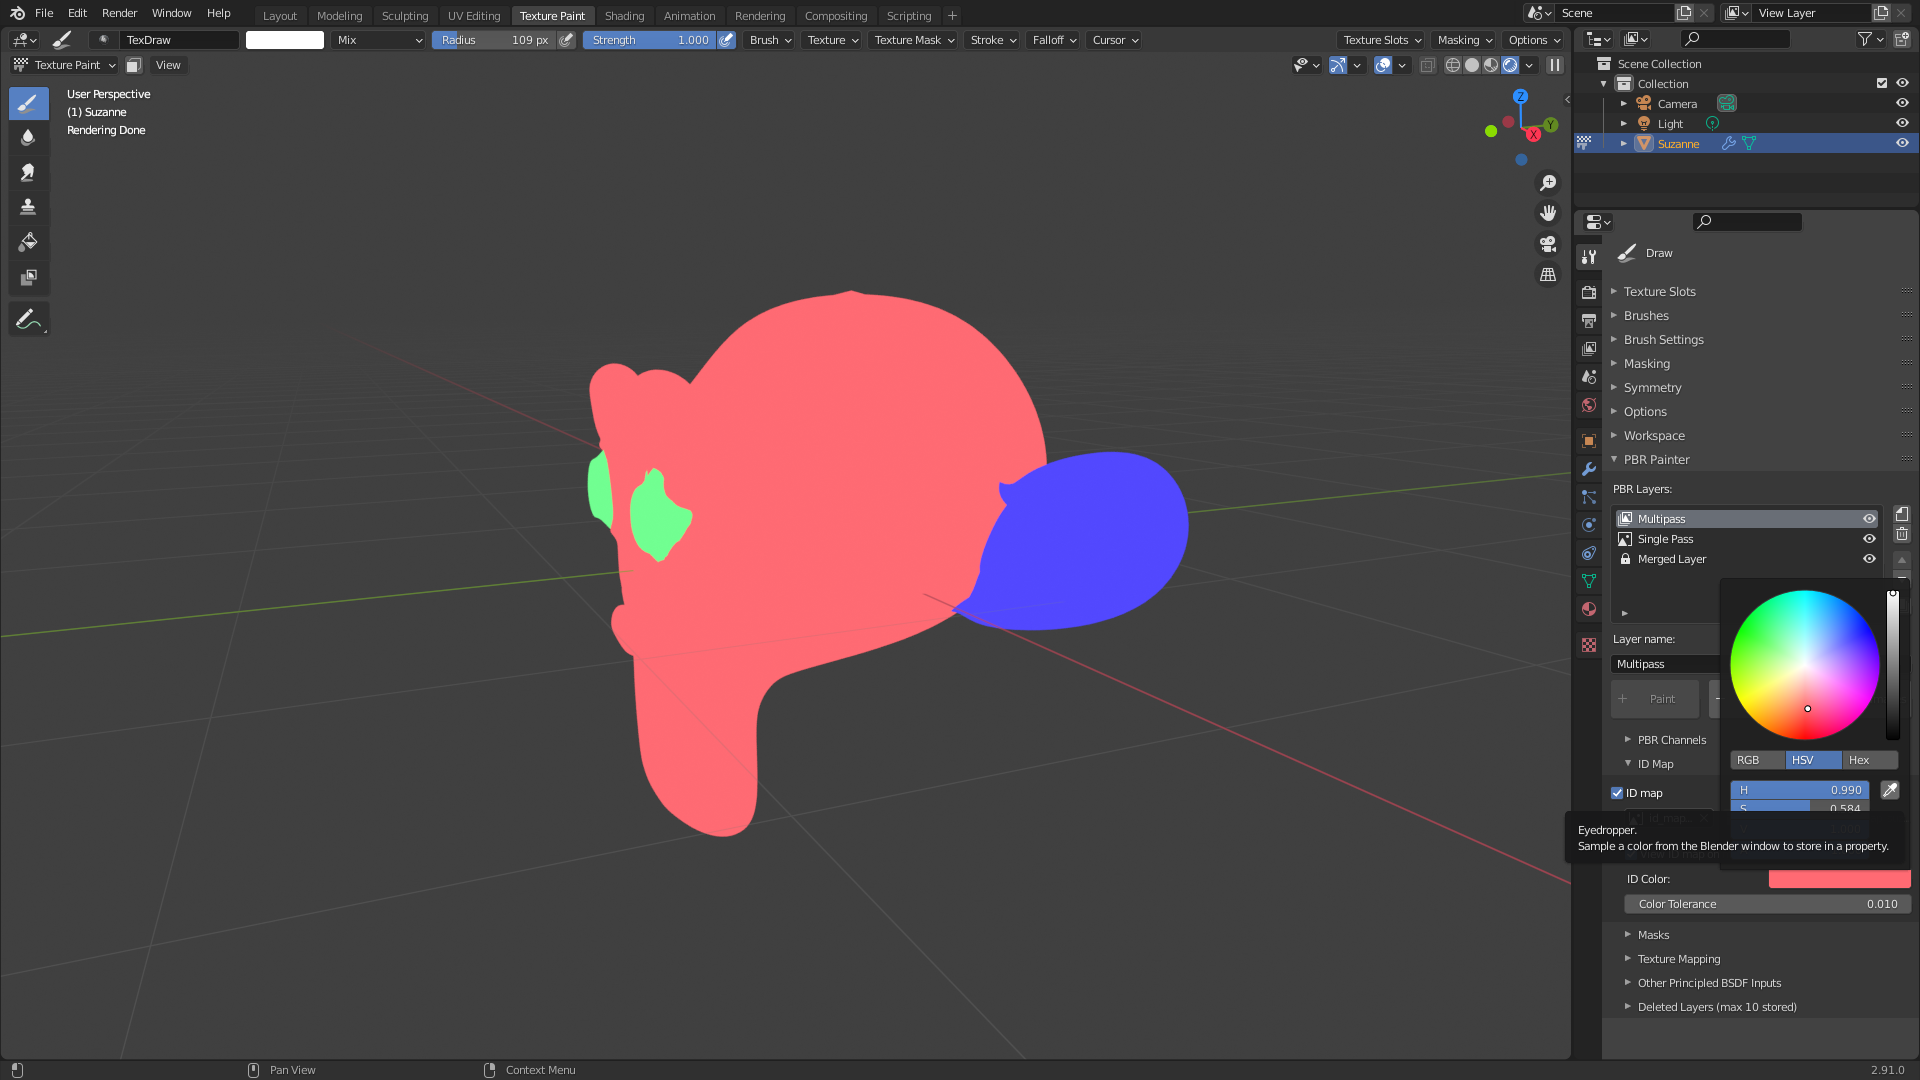 File Edit Render Window Help Layout Modeling Sculpting UV Editing Texture Paint Shading Animation Rendering Compositing Scripting Scene View Layer
TexDraw Mix Radius 109 px Strength 1.000 Brush Texture Texture Mask Stroke Falloff Cursor Texture Slots Masking Options
Texture Paint View
User Perspective
(1) Suzanne
Rendering Done
Z
Y
X
Scene Collection
Collection
Camera
Light
Suzanne
Draw
Texture Slots
Brushes
Brush Settings
Masking
Symmetry
Options
Workspace
PBR Painter
PBR Layers:
Multipass
Single Pass
Merged Layer
Layer name:
Multipass
Paint
PBR Channels
RGB HSV Hex
ID Map
H 0.990
ID map
S 0.584
Eyedropper.
Sample a color from the Blender window to store in a property.
ID Color:
Color Tolerance 0.010
Masks
Texture Mapping
Other Principled BSDF Inputs
Deleted Layers (max 10 stored)
Pan View Context Menu 2.91.0